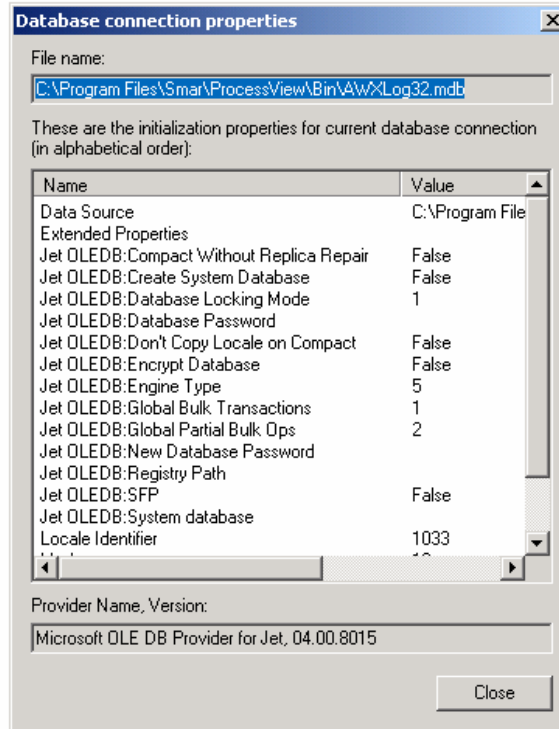 Database connection properties
File name:
C:\Program Files\Smar\ProcessView\Bin\AWXLog32.mdb
These are the initialization properties for current database connection
(in alphabetical order):
Name Value
Data Source C:\Program File
Extended Properties
Jet OLEDB:Compact Without Replica Repair False
Jet OLEDB:Create System Database False
Jet OLEDB:Database Locking Mode 1
Jet OLEDB:Database Password
Jet OLEDB:Don't Copy Locale on Compact False
Jet OLEDB:Encrypt Database False
Jet OLEDB:Engine Type 5
Jet OLEDB:Global Bulk Transactions 1
Jet OLEDB:Global Partial Bulk Ops 2
Jet OLEDB:New Database Password
Jet OLEDB:Registry Path
Jet OLEDB:SFP False
Jet OLEDB:System database
Locale Identifier 1033
Provider Name, Version:
Microsoft OLE DB Provider for Jet, 04.00.8015
Close